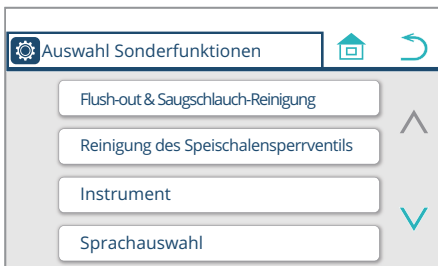 Auswahl Sonderfunktionen
Flush-out & Saugschlauch-Reinigung
Reinigung des Speischalensperrventils
Instrument
Sprachauswahl